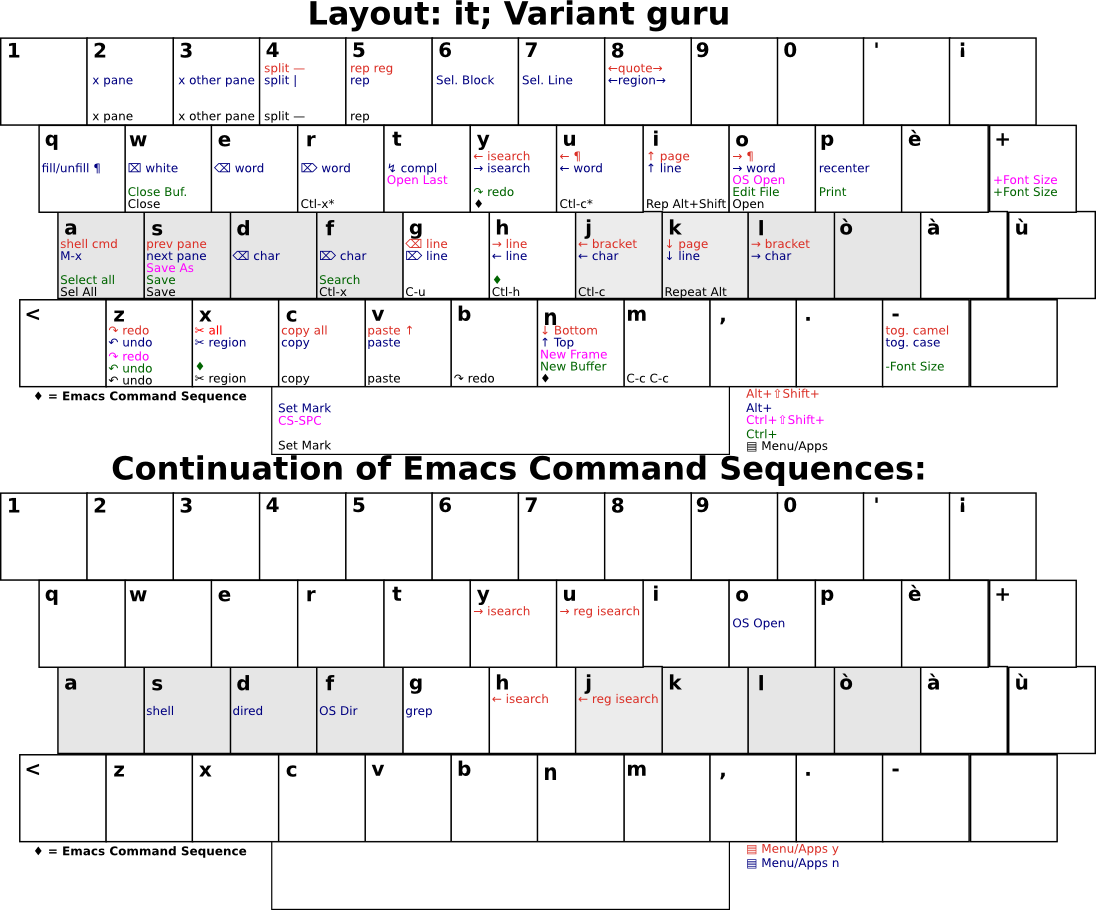 Layout: it; Variant guru
1 2 3 4 5 6 7 8 9 0 ' ¡
split — rep reg ←quote→
x pane x other pane split | rep Sel. Block Sel. Line ←region→
x pane x other pane split — rep
q w e r t y u i o p è +
← isearch ← ¶ ↑ page → ¶
fill/unfill ¶ ⌧ white ⌫ word ⌦ word ↯ compl → isearch ← word ↑ line → word recenter
Open Last OS Open +Font Size
Close Buf. ↷ redo Edit File Print +Font Size
Close Ctl-x* ♦ Ctl-c* Rep Alt+Shift Open
a s d f g h j k l ò à ù
shell cmd prev pane ⌫ line → line ← bracket ↓ page → bracket
M-x next pane ⌫ char ⌦ char ⌦ line ← line ← char ↓ line → char
Save As
Select all Save Search ♦
Sel All Save Ctl-x C-u Ctl-h Ctl-c Repeat Alt
< z x c v b n m , . -
↷ redo ✂ all copy all paste ↑ ↓ Bottom tog. camel
↶ undo ✂ region copy paste ↑ Top tog. case
↷ redo New Frame
↶ undo ♦ New Buffer -Font Size
↶ undo ✂ region copy paste ↷ redo ♦ C-c C-c
♦ = Emacs Command Sequence Alt+⇧Shift+
Set Mark Alt+
CS-SPC Ctrl+⇧Shift+
Ctrl+
Set Mark ▤ Menu/Apps
Continuation of Emacs Command Sequences:
1 2 3 4 5 6 7 8 9 0 ' ¡
q w e r t y u i o p è +
→ isearch → reg isearch
OS Open
a s d f g h j k l ò à ù
← isearch ← reg isearch
shell dired OS Dir grep
< z x c v b n m , . -
♦ = Emacs Command Sequence ▤ Menu/Apps y
▤ Menu/Apps n